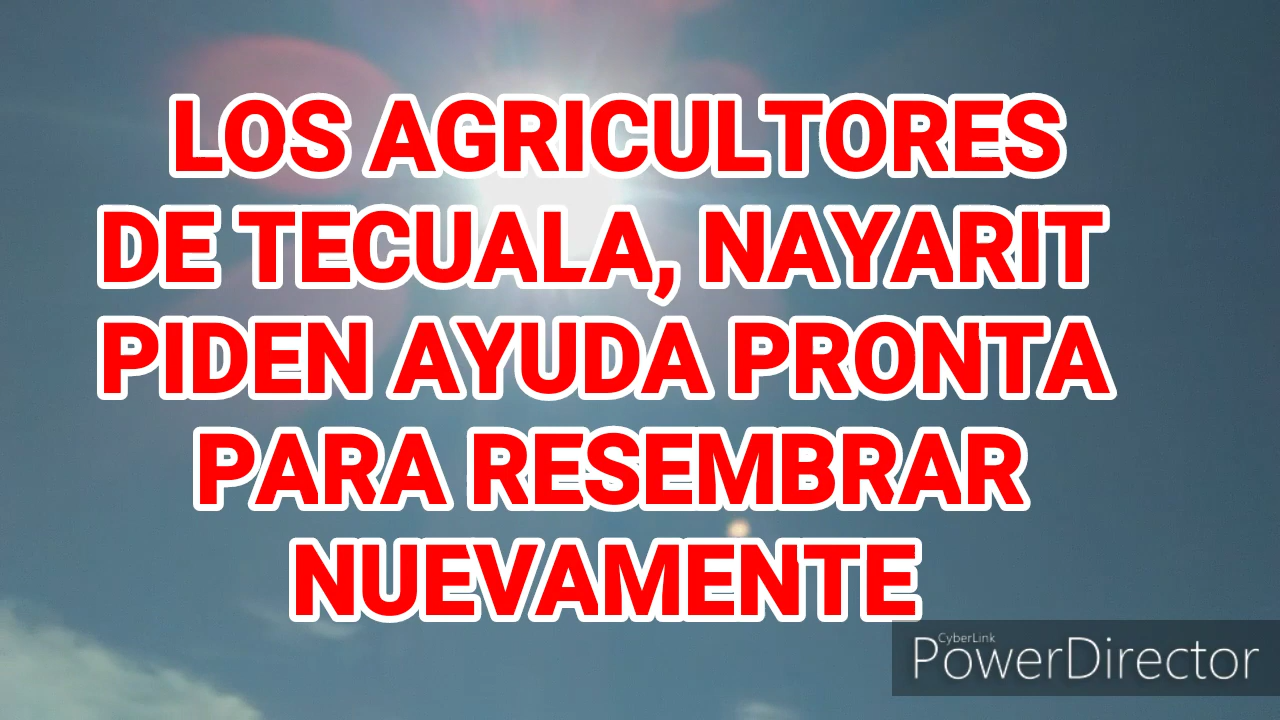 LOS AGRICULTORES
DE TECUALA, NAYARIT
PIDEN AYUDA PRONTA
PARA RESEMBRAR
NUEVAMENTE
CyberLink
PowerDirector